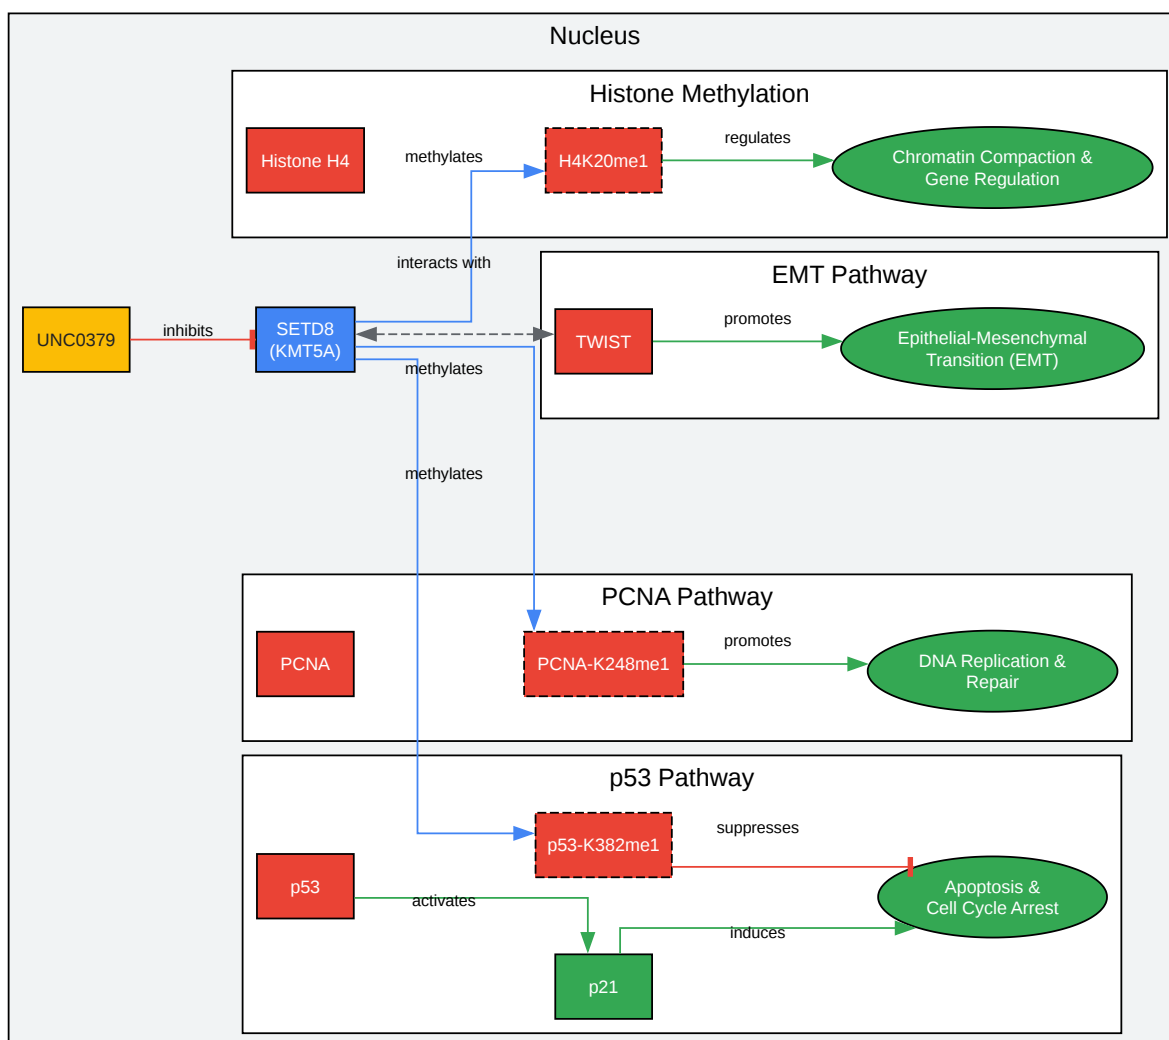 Nucleus
Histone Methylation
Histone H4
methylates
H4K20me1
regulates
Chromatin Compaction &
Gene Regulation
interacts with
EMT Pathway
UNC0379
inhibits
SETD8
(KMT5A)
TWIST
promotes
Epithelial-Mesenchymal
Transition (EMT)
methylates
methylates
PCNA Pathway
PCNA
PCNA-K248me1
promotes
DNA Replication &
Repair
p53 Pathway
p53-K382me1
suppresses
p53
activates
Apoptosis &
Cell Cycle Arrest
induces
p21